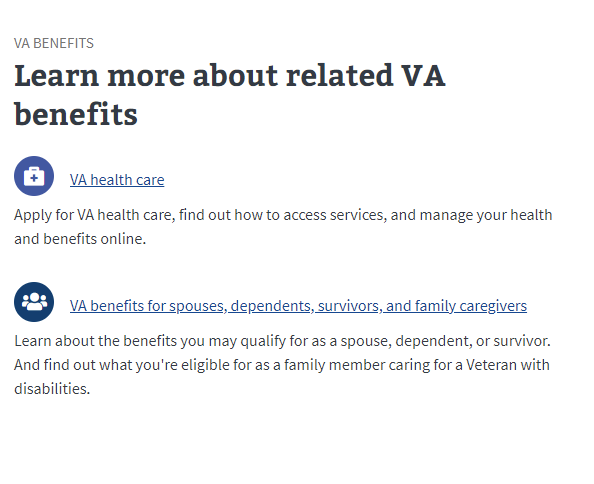 VA BENEFITS
Learn more about related VA
benefits
VA health care
Apply for VA health care, find out how to access services, and manage your health
and benefits online.
VA benefits for spouses, dependents, survivors, and family caregivers
Learn about the benefits you may qualify for as a spouse, dependent, or survivor.
And find out what you're eligible for as a family member caring for a Veteran with
disabilities.